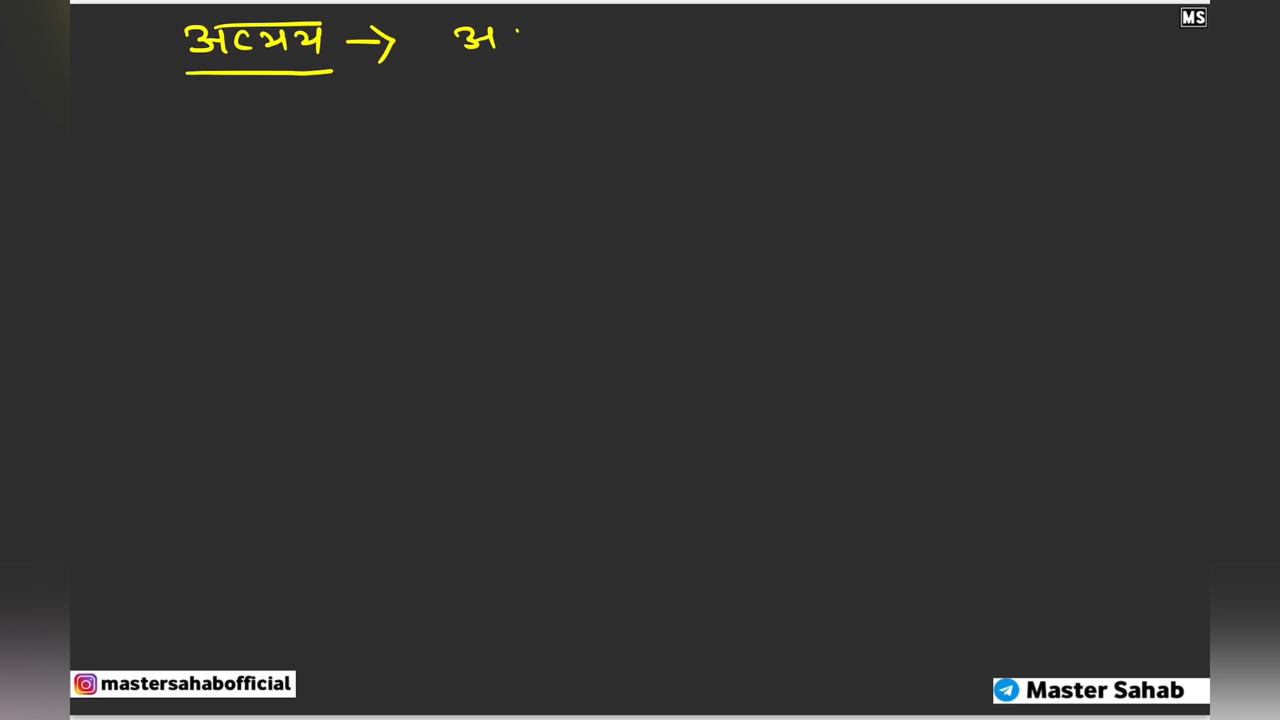 MS
अव्यय → अ
mastersahabofficial
Master Sahab